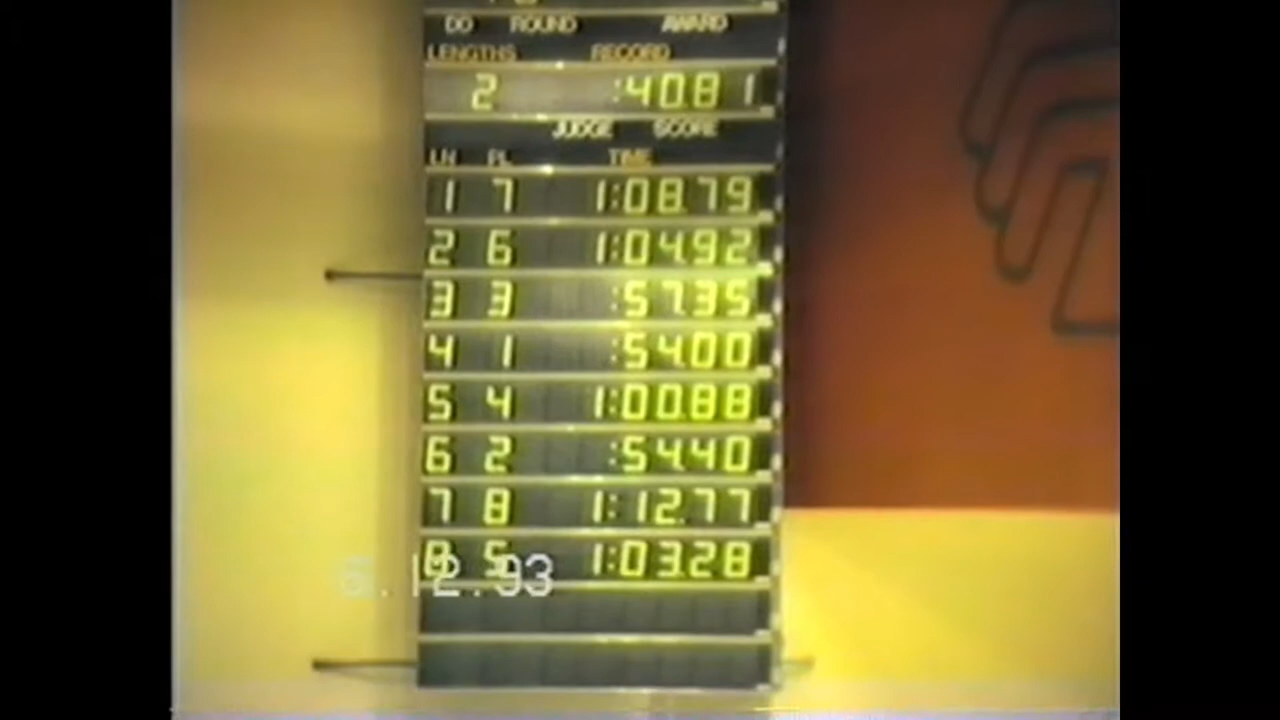 DD ROUND AWARD
LENGTHS RECORD
2 :40.81
JUDGE SCORE
LN PL TIME
1 7 1:08.79
2 6 1:04.92
3 3 :57.35
4 1 :54.00
5 4 1:00.88
6 2 :54.40
7 8 1:12.77
8 5 1:03.28
6.12.93